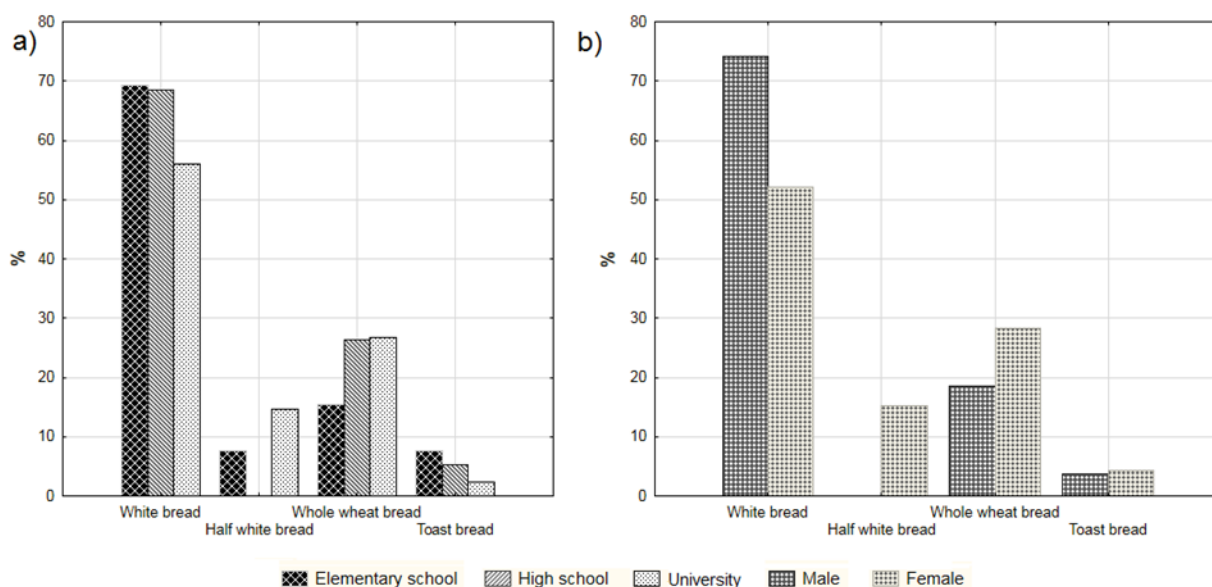 a)
80
70
60
50
40
30
20
10
0
%
White bread
Half white bread
Whole wheat bread
Toast bread
b)
80
70
60
50
40
30
20
10
0
%
White bread
Half white bread
Whole wheat bread
Toast bread
Elementary school High school University Male Female